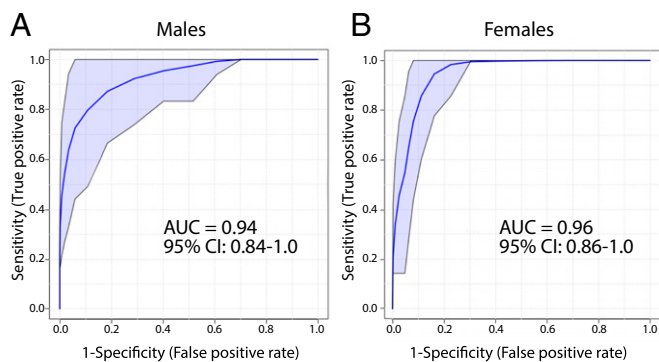 A
Males
Sensitivity (True positive rate)
1.0
0.8
0.6
0.4
0.2
0.0
AUC = 0.94
95% CI: 0.84-1.0
0.0 0.2 0.4 0.6 0.8 1.0
1-Specificity (False positive rate)
B
Females
Sensitivity (True positive rate)
1.0
0.8
0.6
0.4
0.2
0.0
AUC = 0.96
95% CI: 0.86-1.0
0.0 0.2 0.4 0.6 0.8 1.0
1-Specificity (False positive rate)